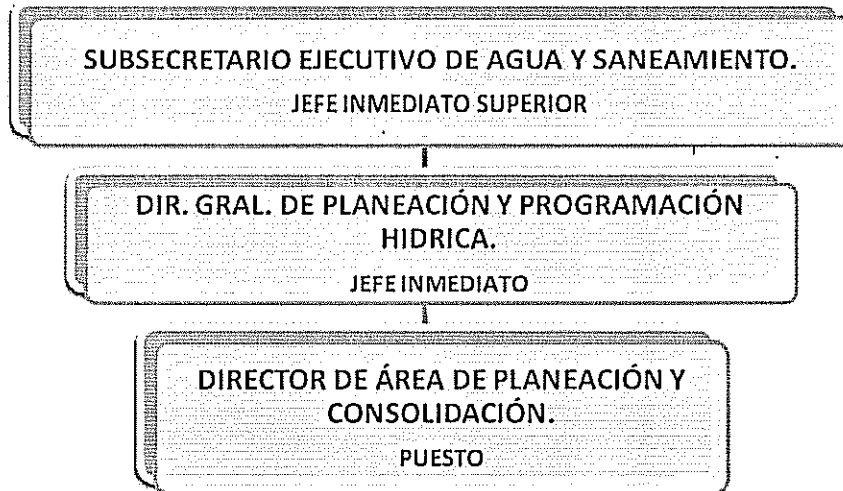 SUBSECRETARIO EJECUTIVO DE AGUA Y SANEAMIENTO.
JEFE INMEDIATO SUPERIOR
DIR. GRAL. DE PLANEACIÓN Y PROGRAMACIÓN
HIDRICA.
JEFE INMEDIATO
DIRECTOR DE ÁREA DE PLANEACIÓN Y
CONSOLIDACIÓN.
PUESTO